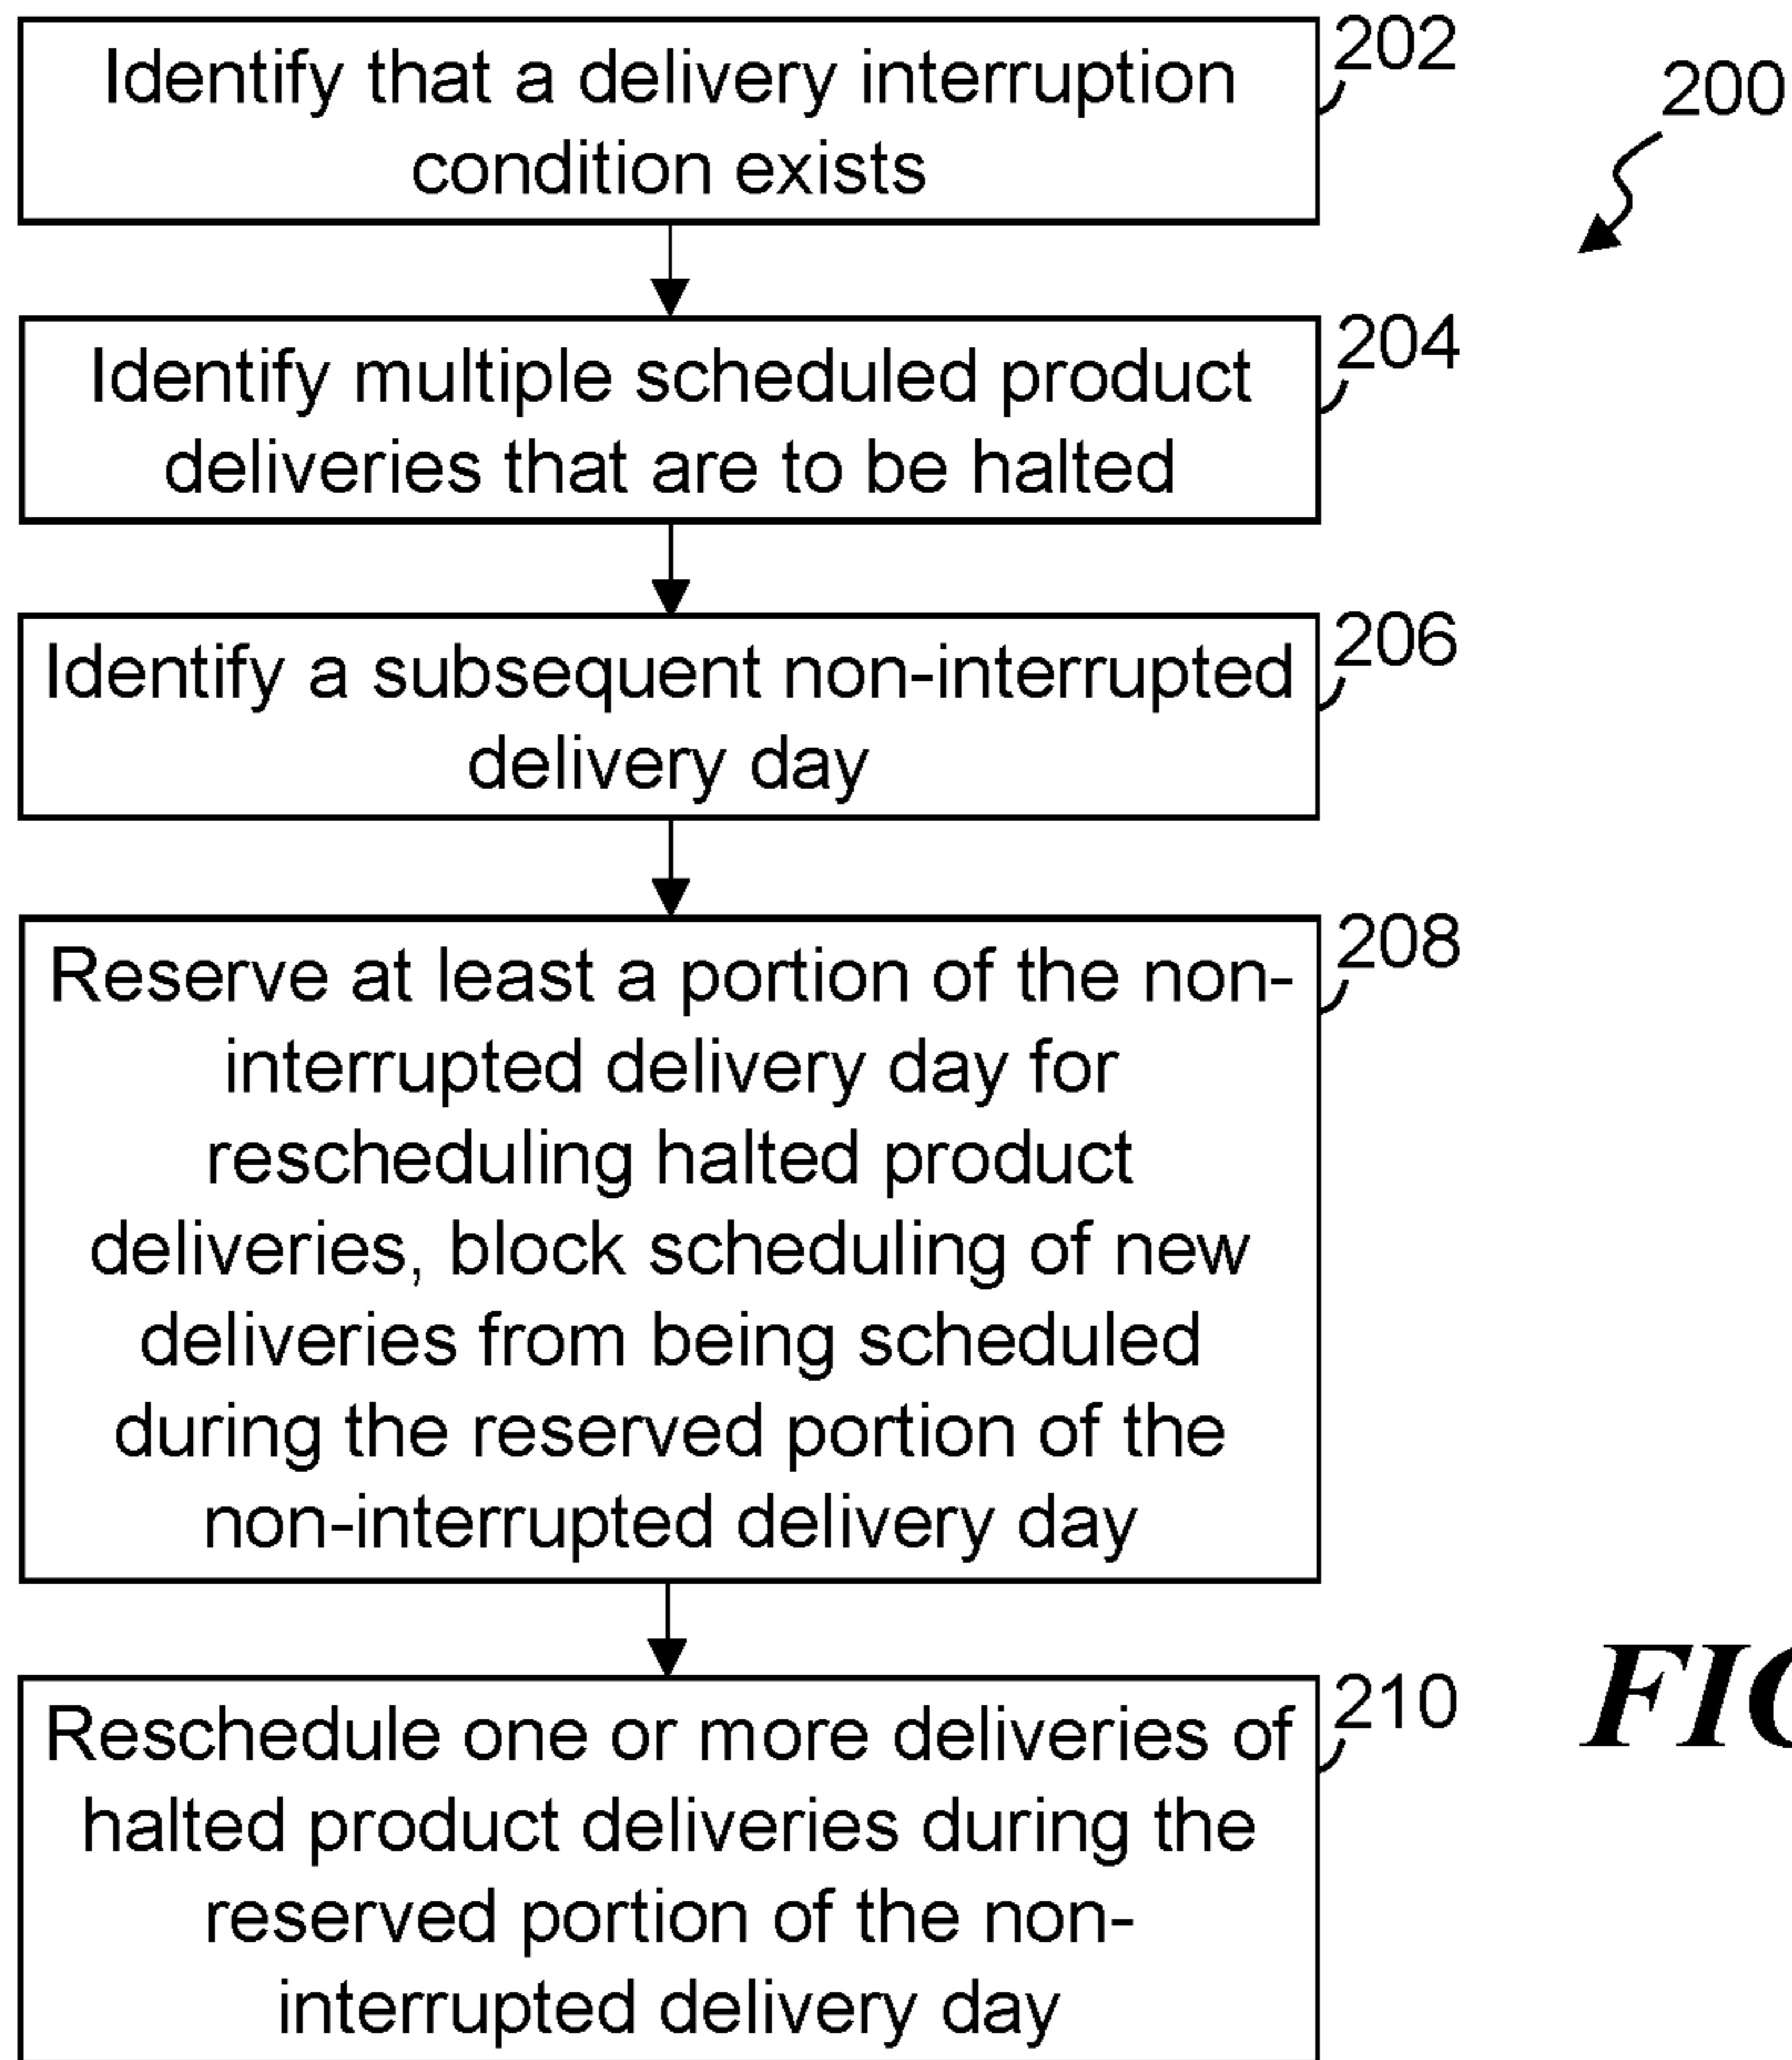 Identify that a delivery interruption
condition exists
202
200
Identify multiple scheduled product
deliveries that are to be halted
204
Identify a subsequent non-interrupted
delivery day
206
Reserve at least a portion of the non-
interrupted delivery day for
rescheduling halted product
deliveries, block scheduling of new
deliveries from being scheduled
during the reserved portion of the
non-interrupted delivery day
208
Reschedule one or more deliveries of
halted product deliveries during the
reserved portion of the non-
interrupted delivery day
210